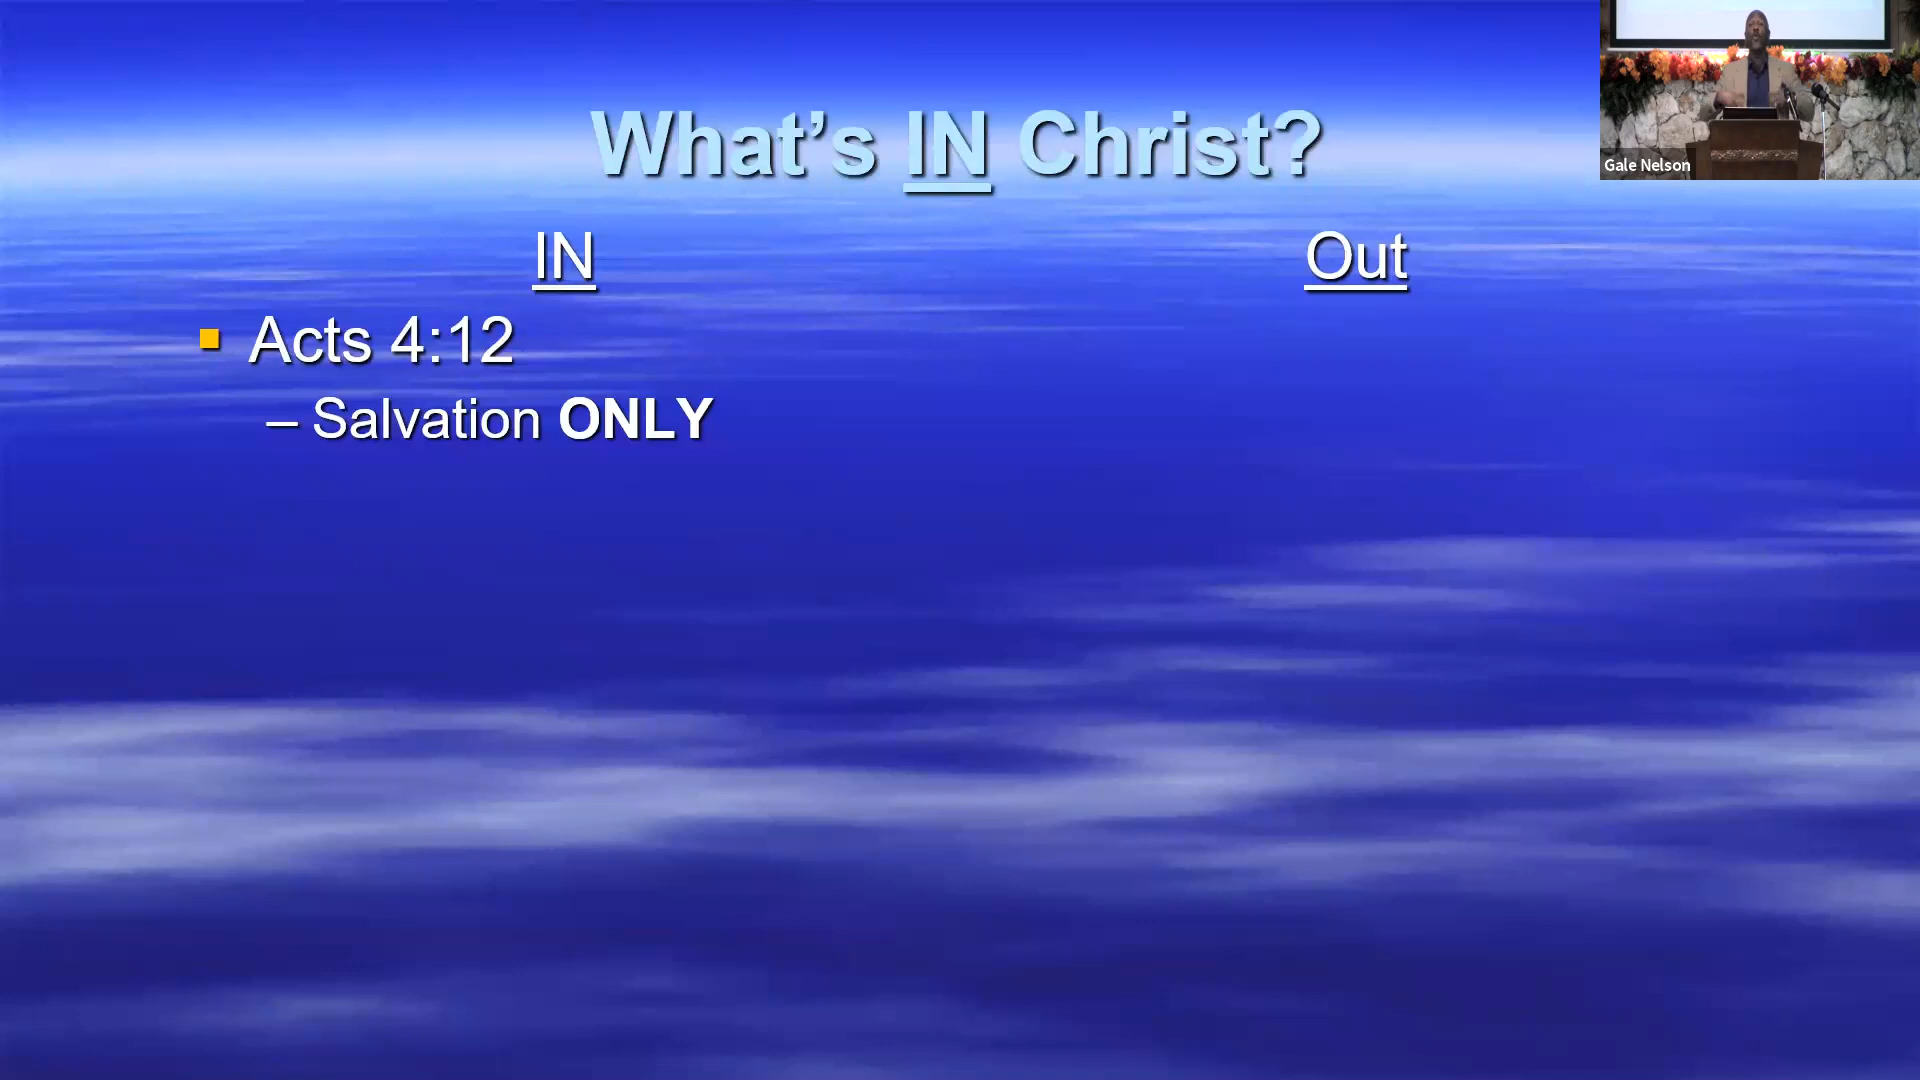 What’s IN Christ?
Gale Nelson
IN
Out
Acts 4:12
– Salvation ONLY